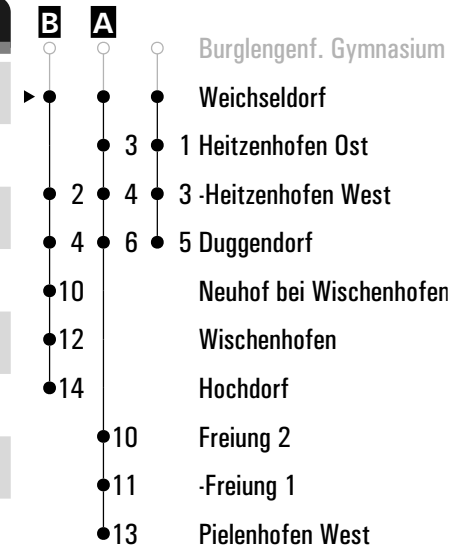 B A
Burglengenf. Gymnasium
Weichseldorf
3 1 Heitzenhofen Ost
2 4 3 -Heitzenhofen West
4 6 5 Duggendorf
10 Neuhof bei Wischenhofen
12 Wischenhofen
14 Hochdorf
10 Freiung 2
11 -Freiung 1
13 Pielenhofen West